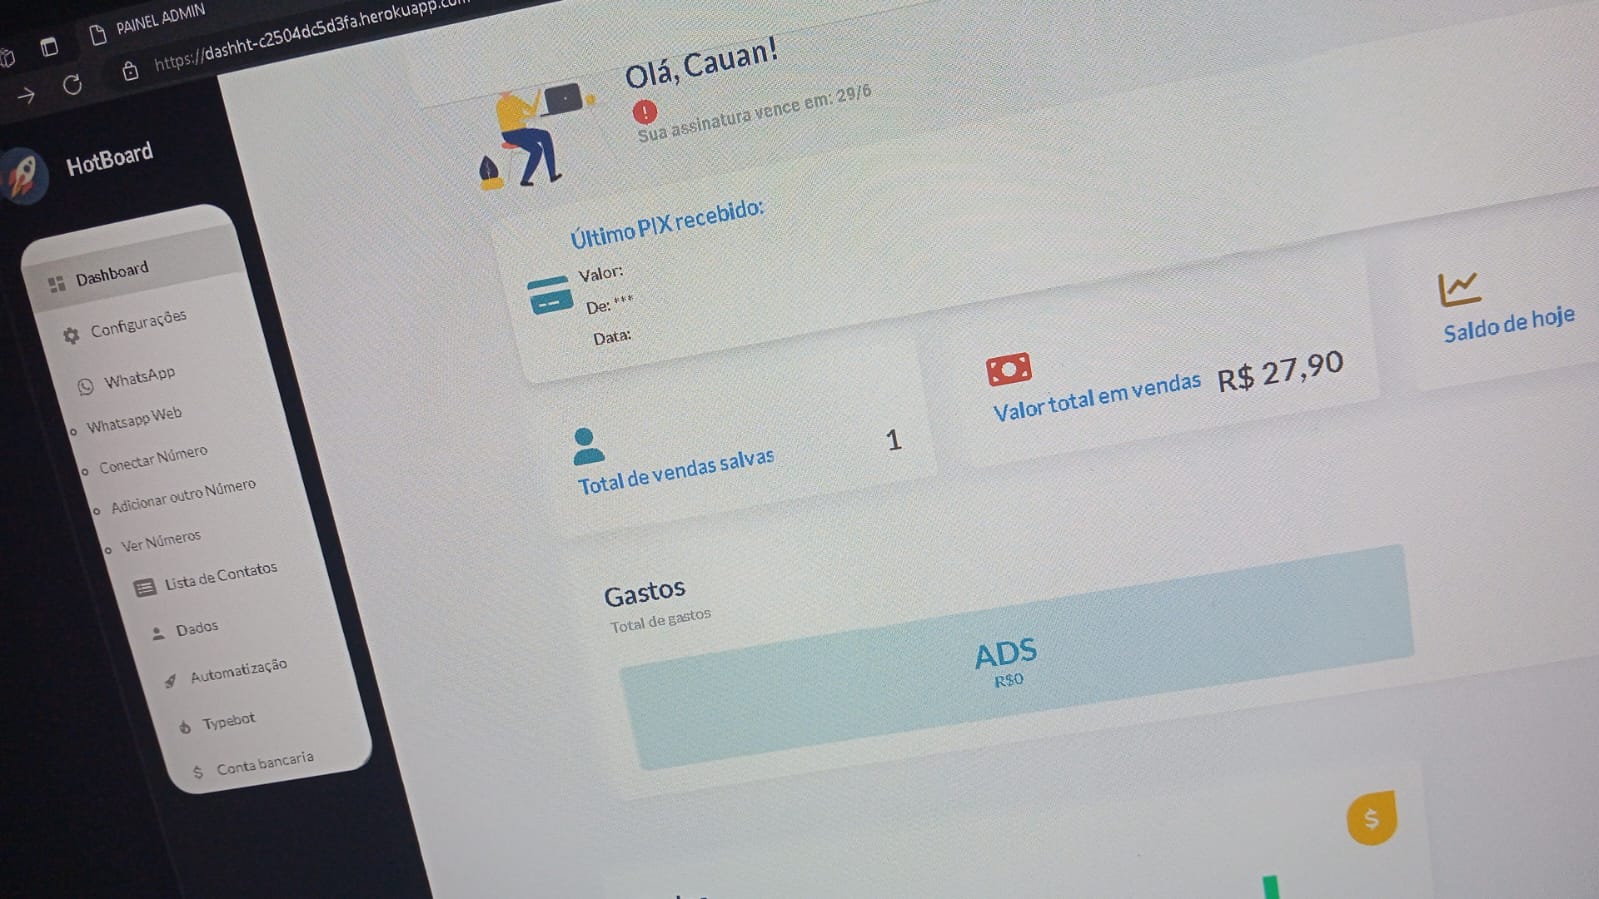 PAINEL ADMIN
https://dashht-c2504dc5d3fa.herokuapp.com
HotBoard
Dashboard
Configurações
WhatsApp
Whatsapp Web
Conectar Número
Adicionar outro Número
Ver Números
Lista de Contatos
Dados
Automatização
Typebot
Conta bancaria
Olá, Cauan!
Sua assinatura vence em: 29/6
Último PIX recebido:
Valor:
De: ***
Data:
Total de vendas salvas 1
Valor total em vendas R$ 27,90
Saldo de hoje
Gastos
Total de gastos
ADS
R$0
$